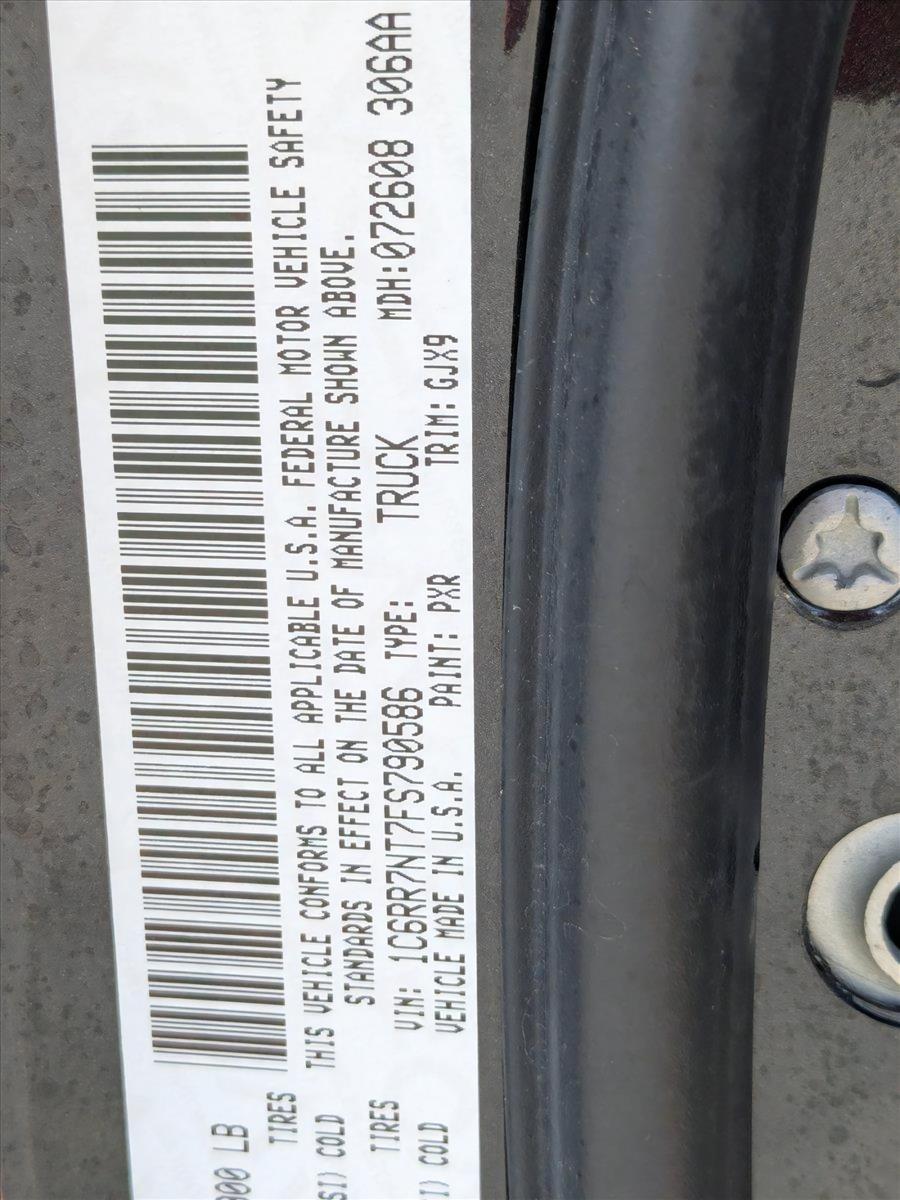 000 LB
TIRES
SI) COLD
TIRES
I) COLD
THIS VEHICLE CONFORMS TO ALL APPLICABLE U.S.A. FEDERAL MOTOR VEHICLE SAFETY
STANDARDS IN EFFECT ON THE DATE OF MANUFACTURE SHOWN ABOVE.
VIN: 1C6RR7NT7FS790586 TYPE: TRUCK MDH:072608 306AA
VEHICLE MADE IN U.S.A. PAINT: PXR TRIM: GJX9